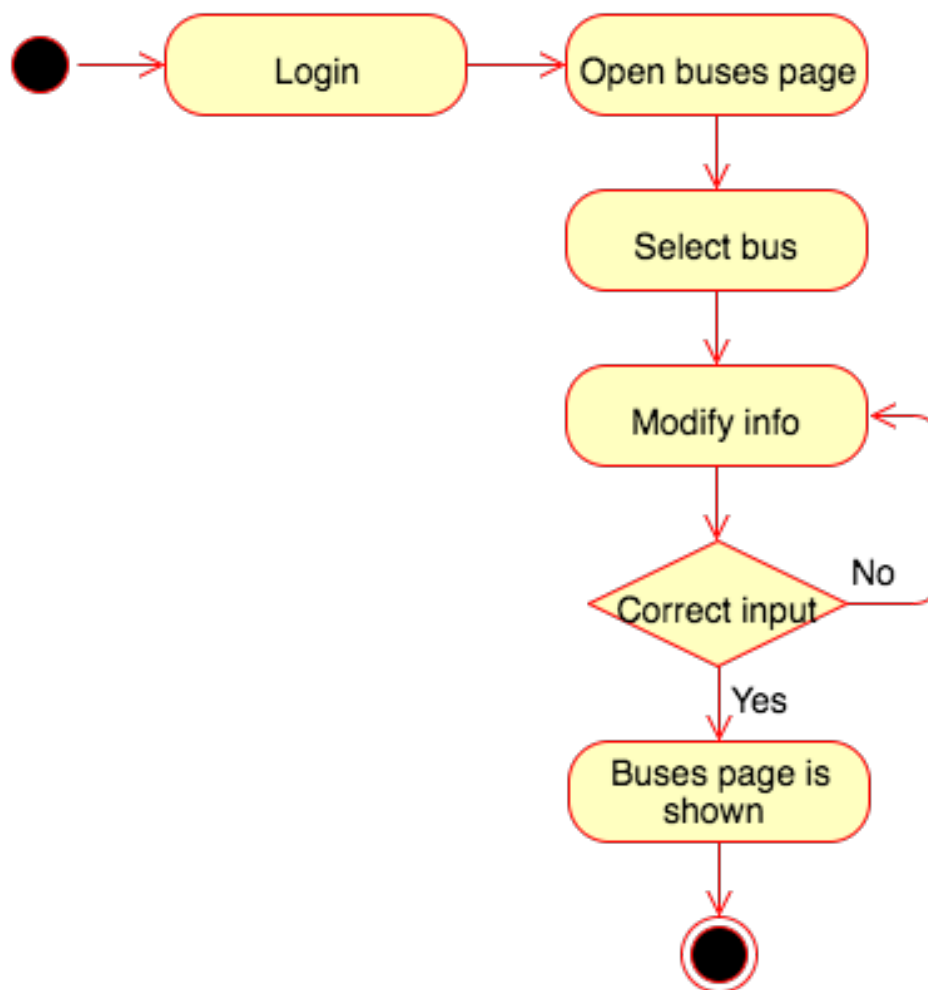 Login
Open buses page
Select bus
Modify info
No
Correct input
Yes
Buses page is
shown